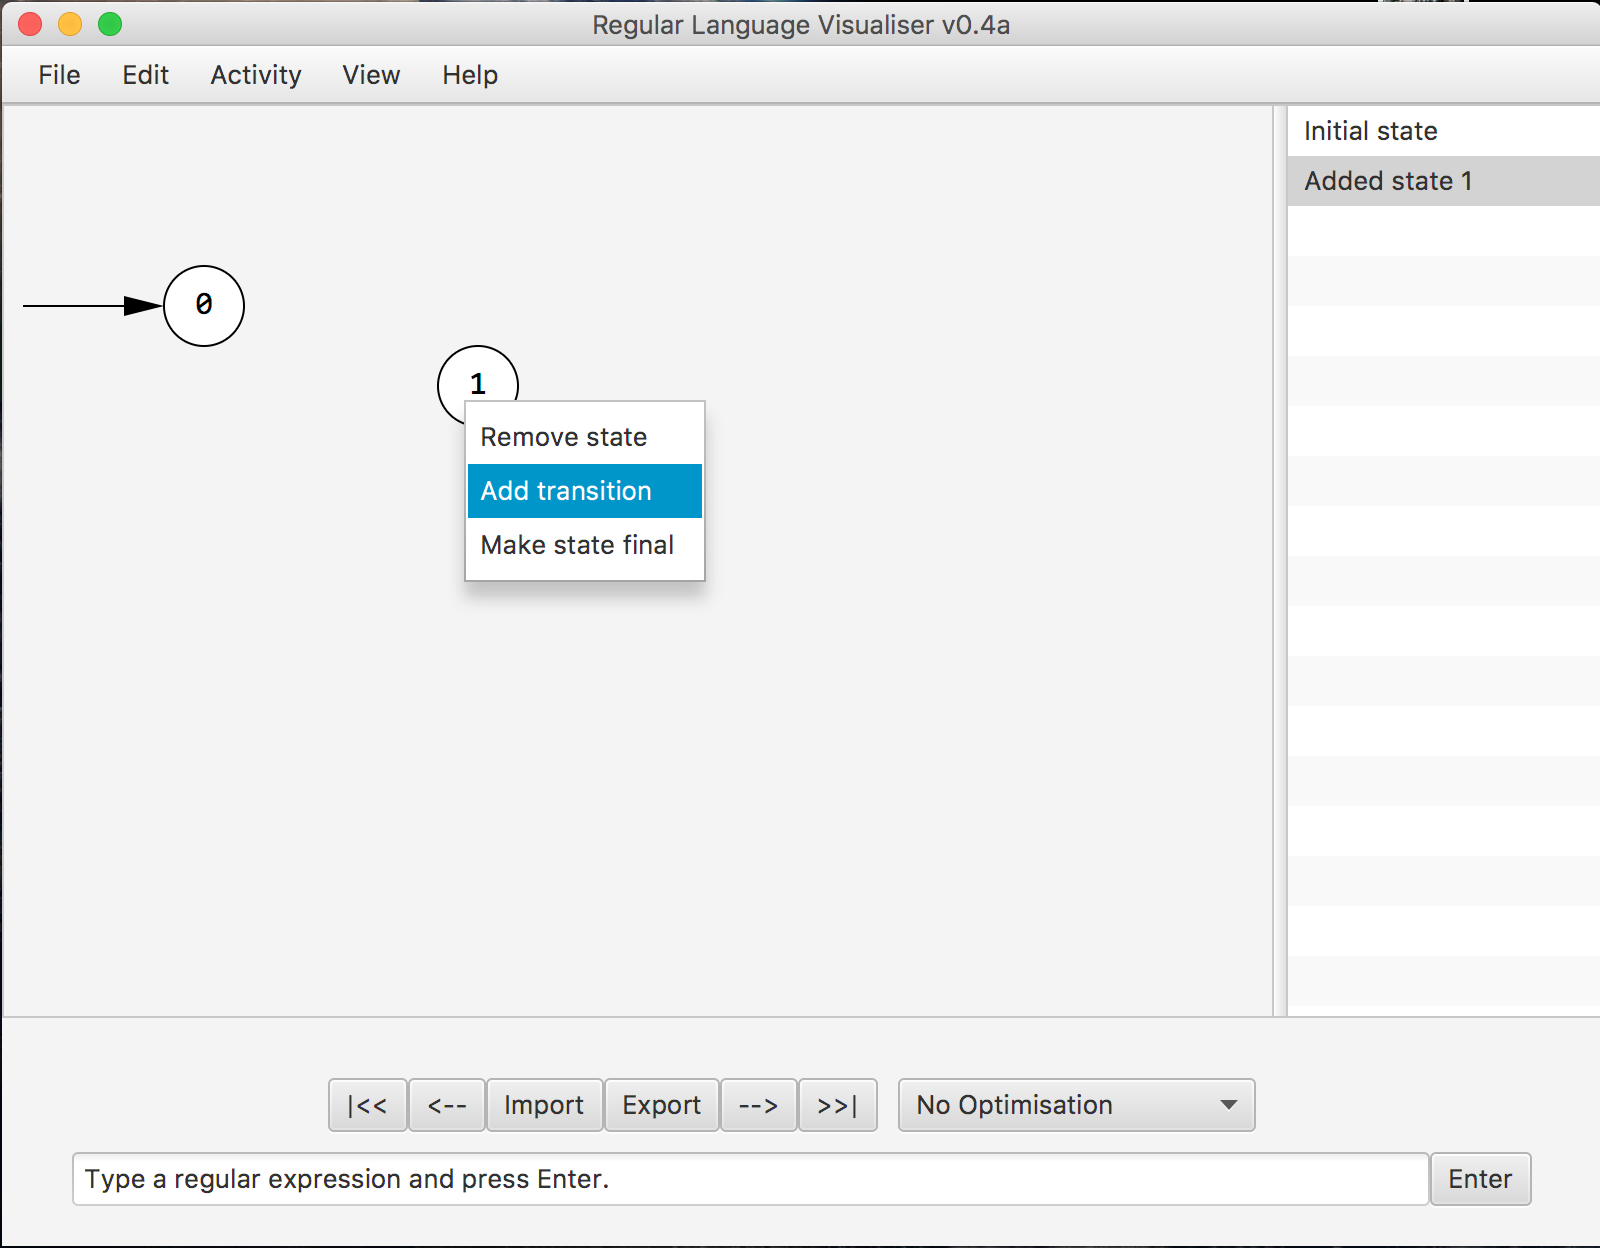 Regular Language Visualiser v0.4a
File Edit Activity View Help
Initial state
Added state 1
0
1
Remove state
Add transition
Make state final
|<< <-- Import Export --> >>| No Optimisation
Type a regular expression and press Enter. Enter